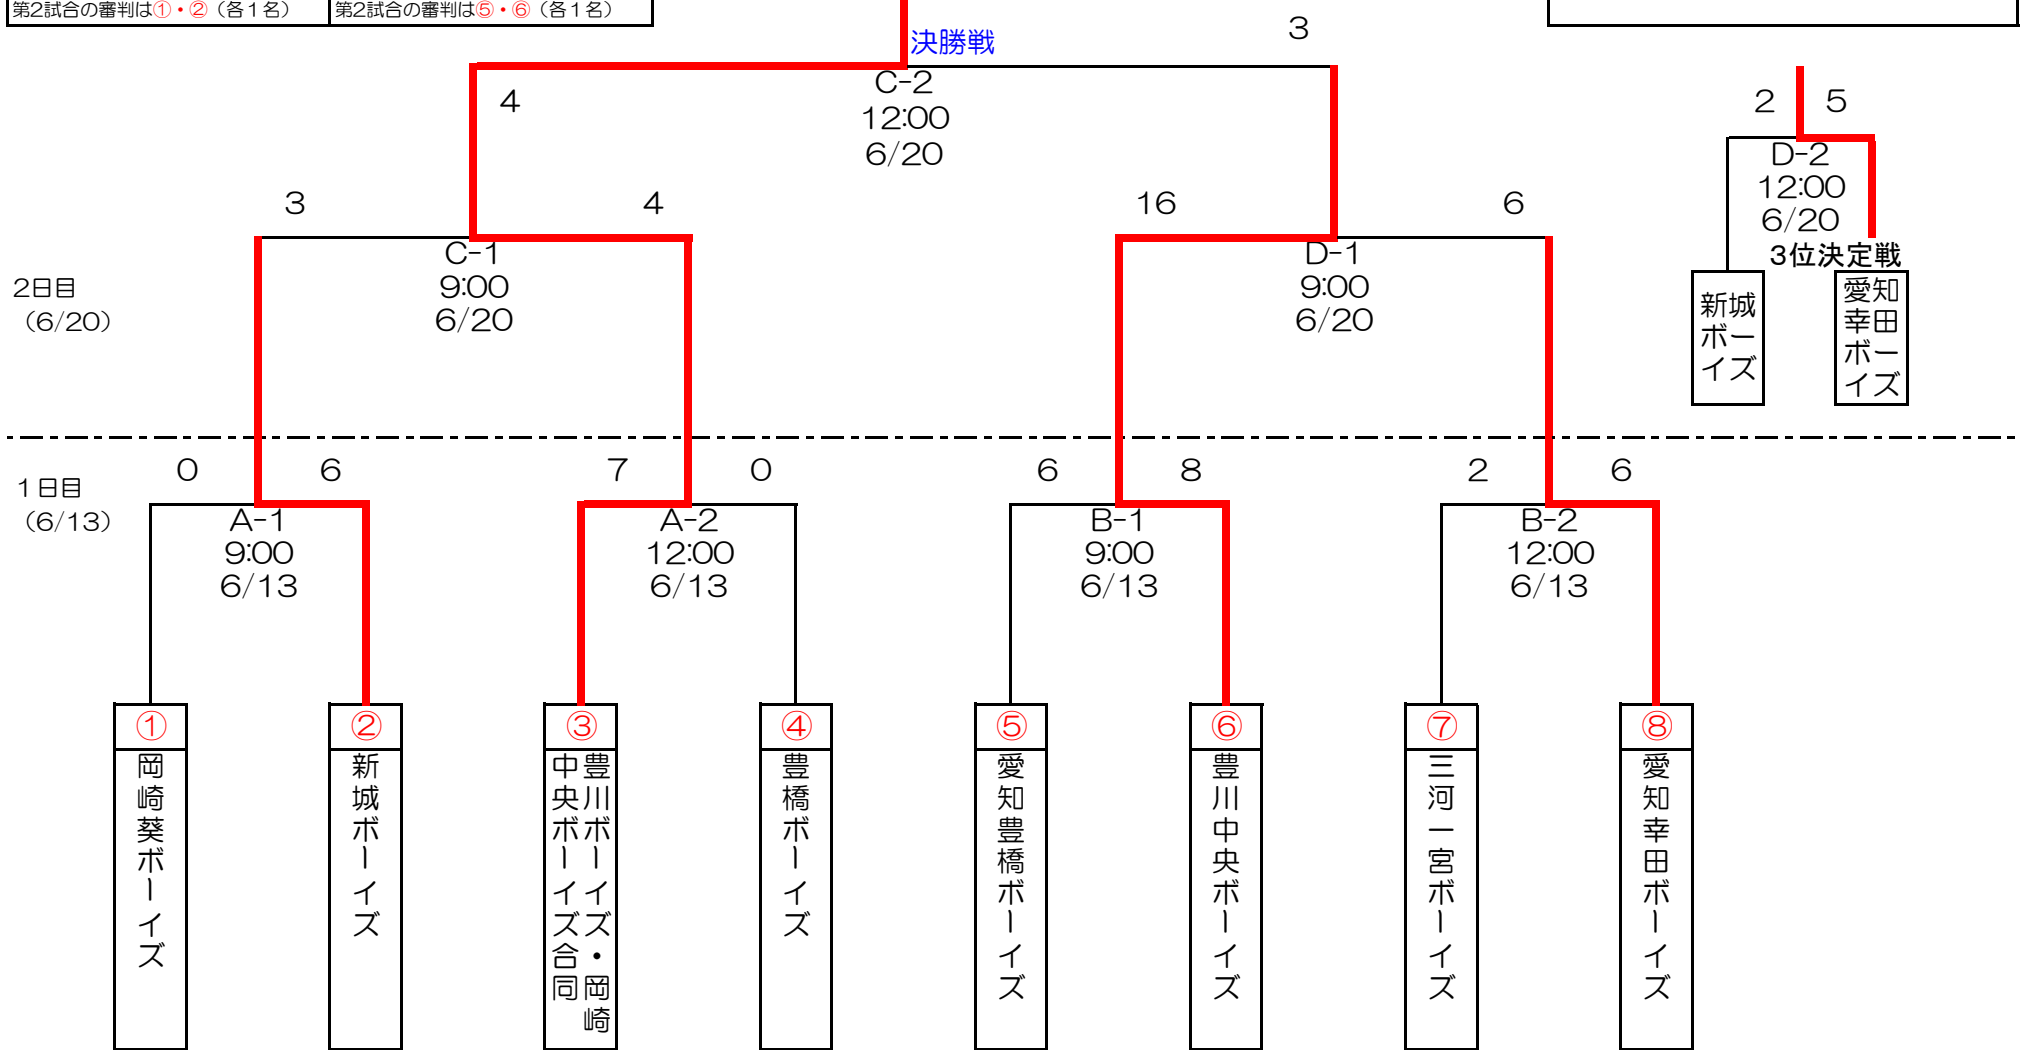 第2試合の審判は①・②（各１名）
第2試合の審判は⑤・⑥（各１名）
決勝戦
3
4
C-2
12:00
6/20
2
5
D-2
12:00
6/20
3位決定戦
新城ボーイズ
愛知幸田ボーイズ
3
4
C-1
9:00
6/20
16
6
D-1
9:00
6/20
2日目
（6/20）
1日目
（6/13）
0
6
A-1
9:00
6/13
7
0
A-2
12:00
6/13
6
8
B-1
9:00
6/13
2
6
B-2
12:00
6/13
①
岡崎葵ボーイズ
②
新城ボーイズ
③
豊川ボーイズ・岡崎
中央ボーイズ合同
④
豊橋ボーイズ
⑤
愛知豊橋ボーイズ
⑥
豊川中央ボーイズ
⑦
三河一宮ボーイズ
⑧
愛知幸田ボーイズ